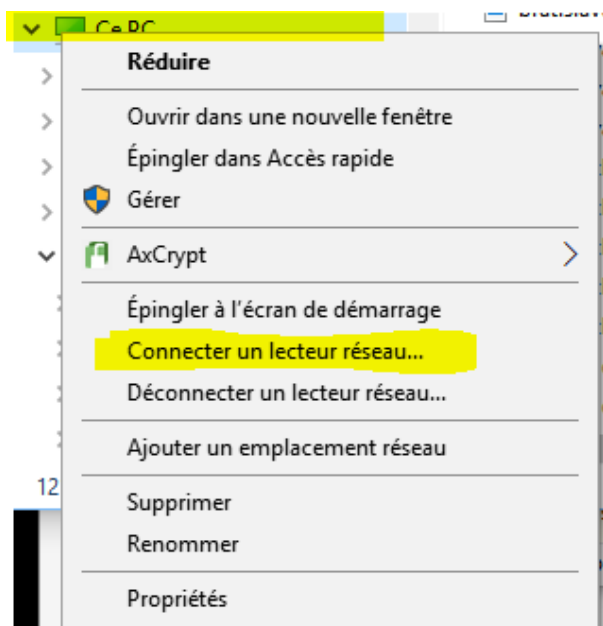 Ce PC
Réduire
Ouvrir dans une nouvelle fenêtre
Épingler dans Accès rapide
Gérer
AxCrypt
Épingler à l'écran de démarrage
Connecter un lecteur réseau...
Déconnecter un lecteur réseau...
Ajouter un emplacement réseau
12
Supprimer
Renommer
Propriétés